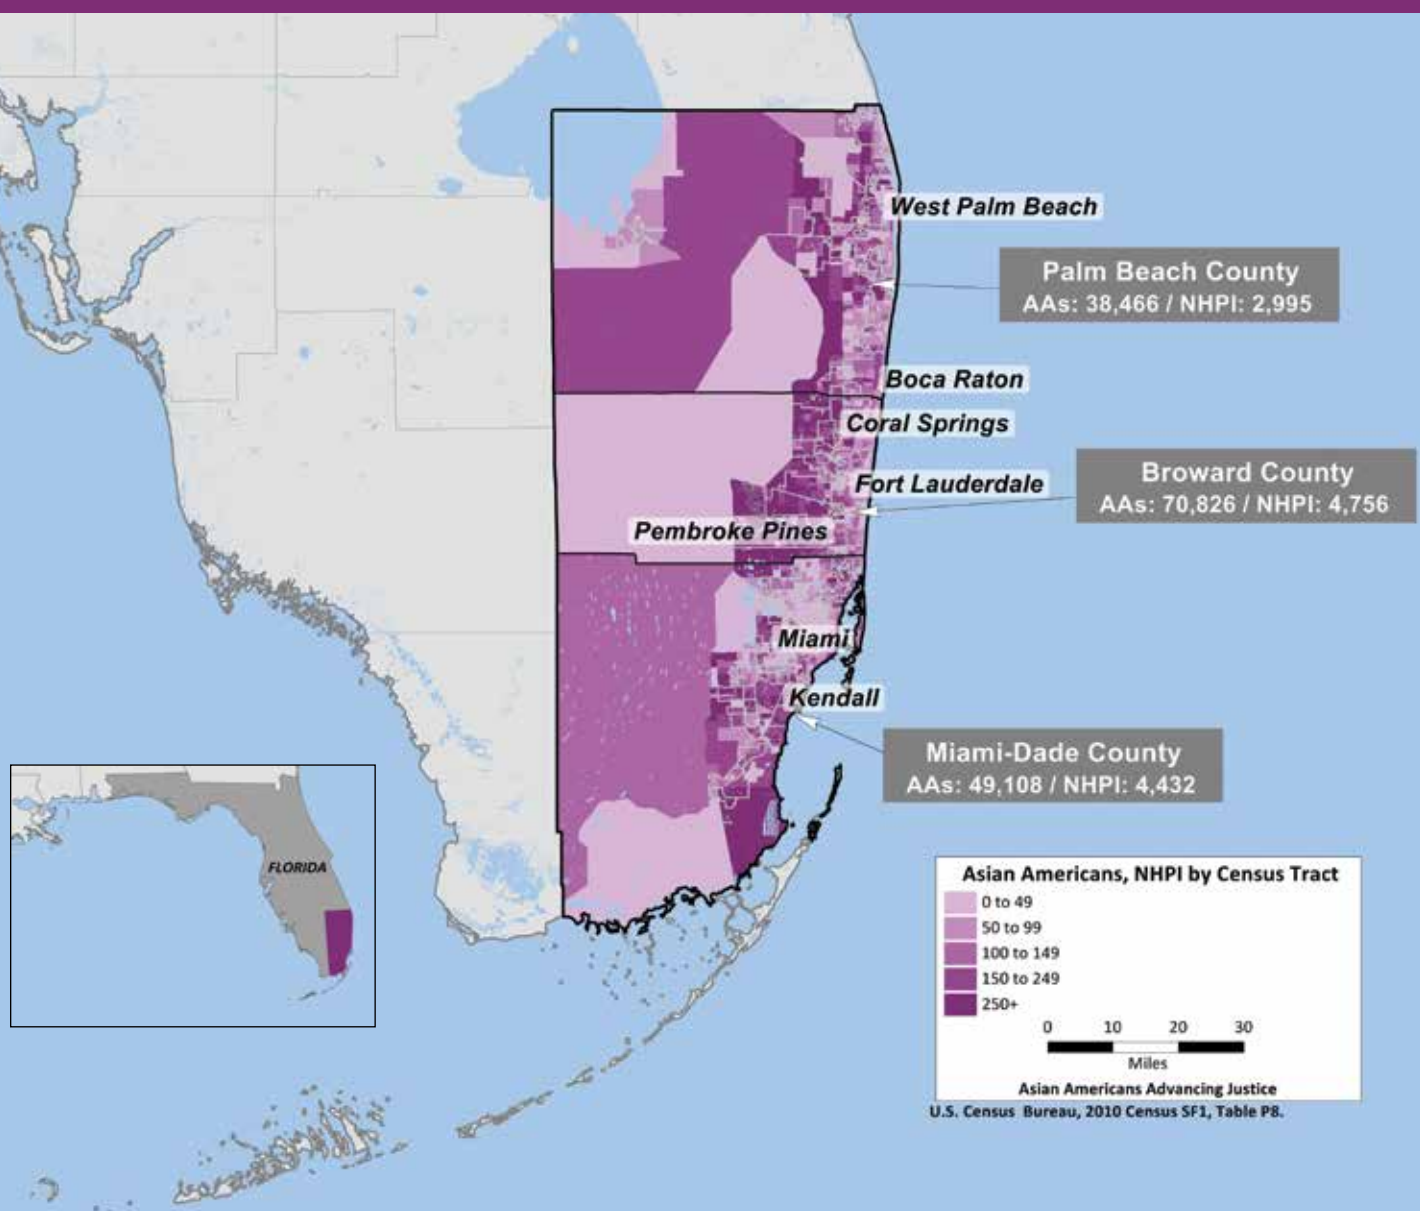 West Palm Beach
Palm Beach County
AAs: 38,466 / NHPI: 2,995
Boca Raton
Coral Springs
Broward County
AAs: 70,826 / NHPI: 4,756
Fort Lauderdale
Pembroke Pines
Miami
Kendall
Miami-Dade County
AAs: 49,108 / NHPI: 4,432
FLORIDA
Asian Americans, NHPI by Census Tract
0 to 49
50 to 99
100 to 149
150 to 249
250+
0 10 20 30
Miles
Asian Americans Advancing Justice
U.S. Census Bureau, 2010 Census SF1, Table P8.